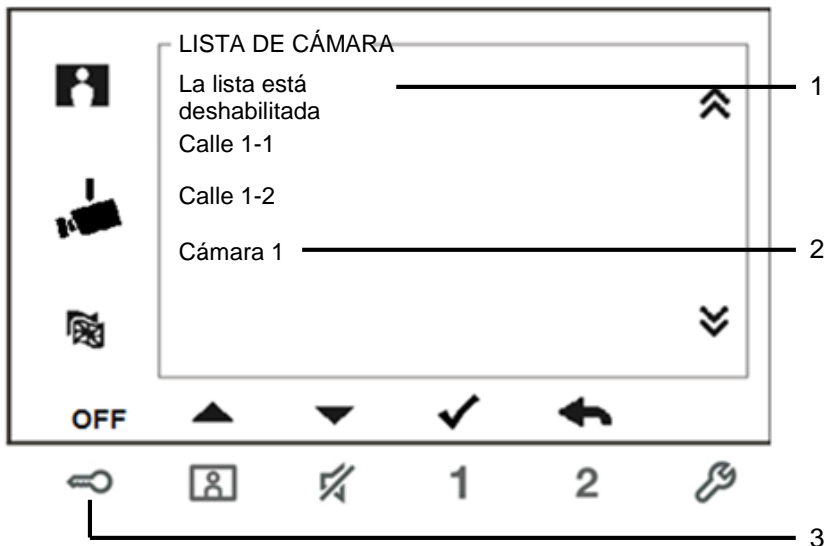 LISTA DE CÁMARA
La lista está
deshabilitada
1
Calle 1-1
Calle 1-2
Cámara 1
2
OFF
1
2
3